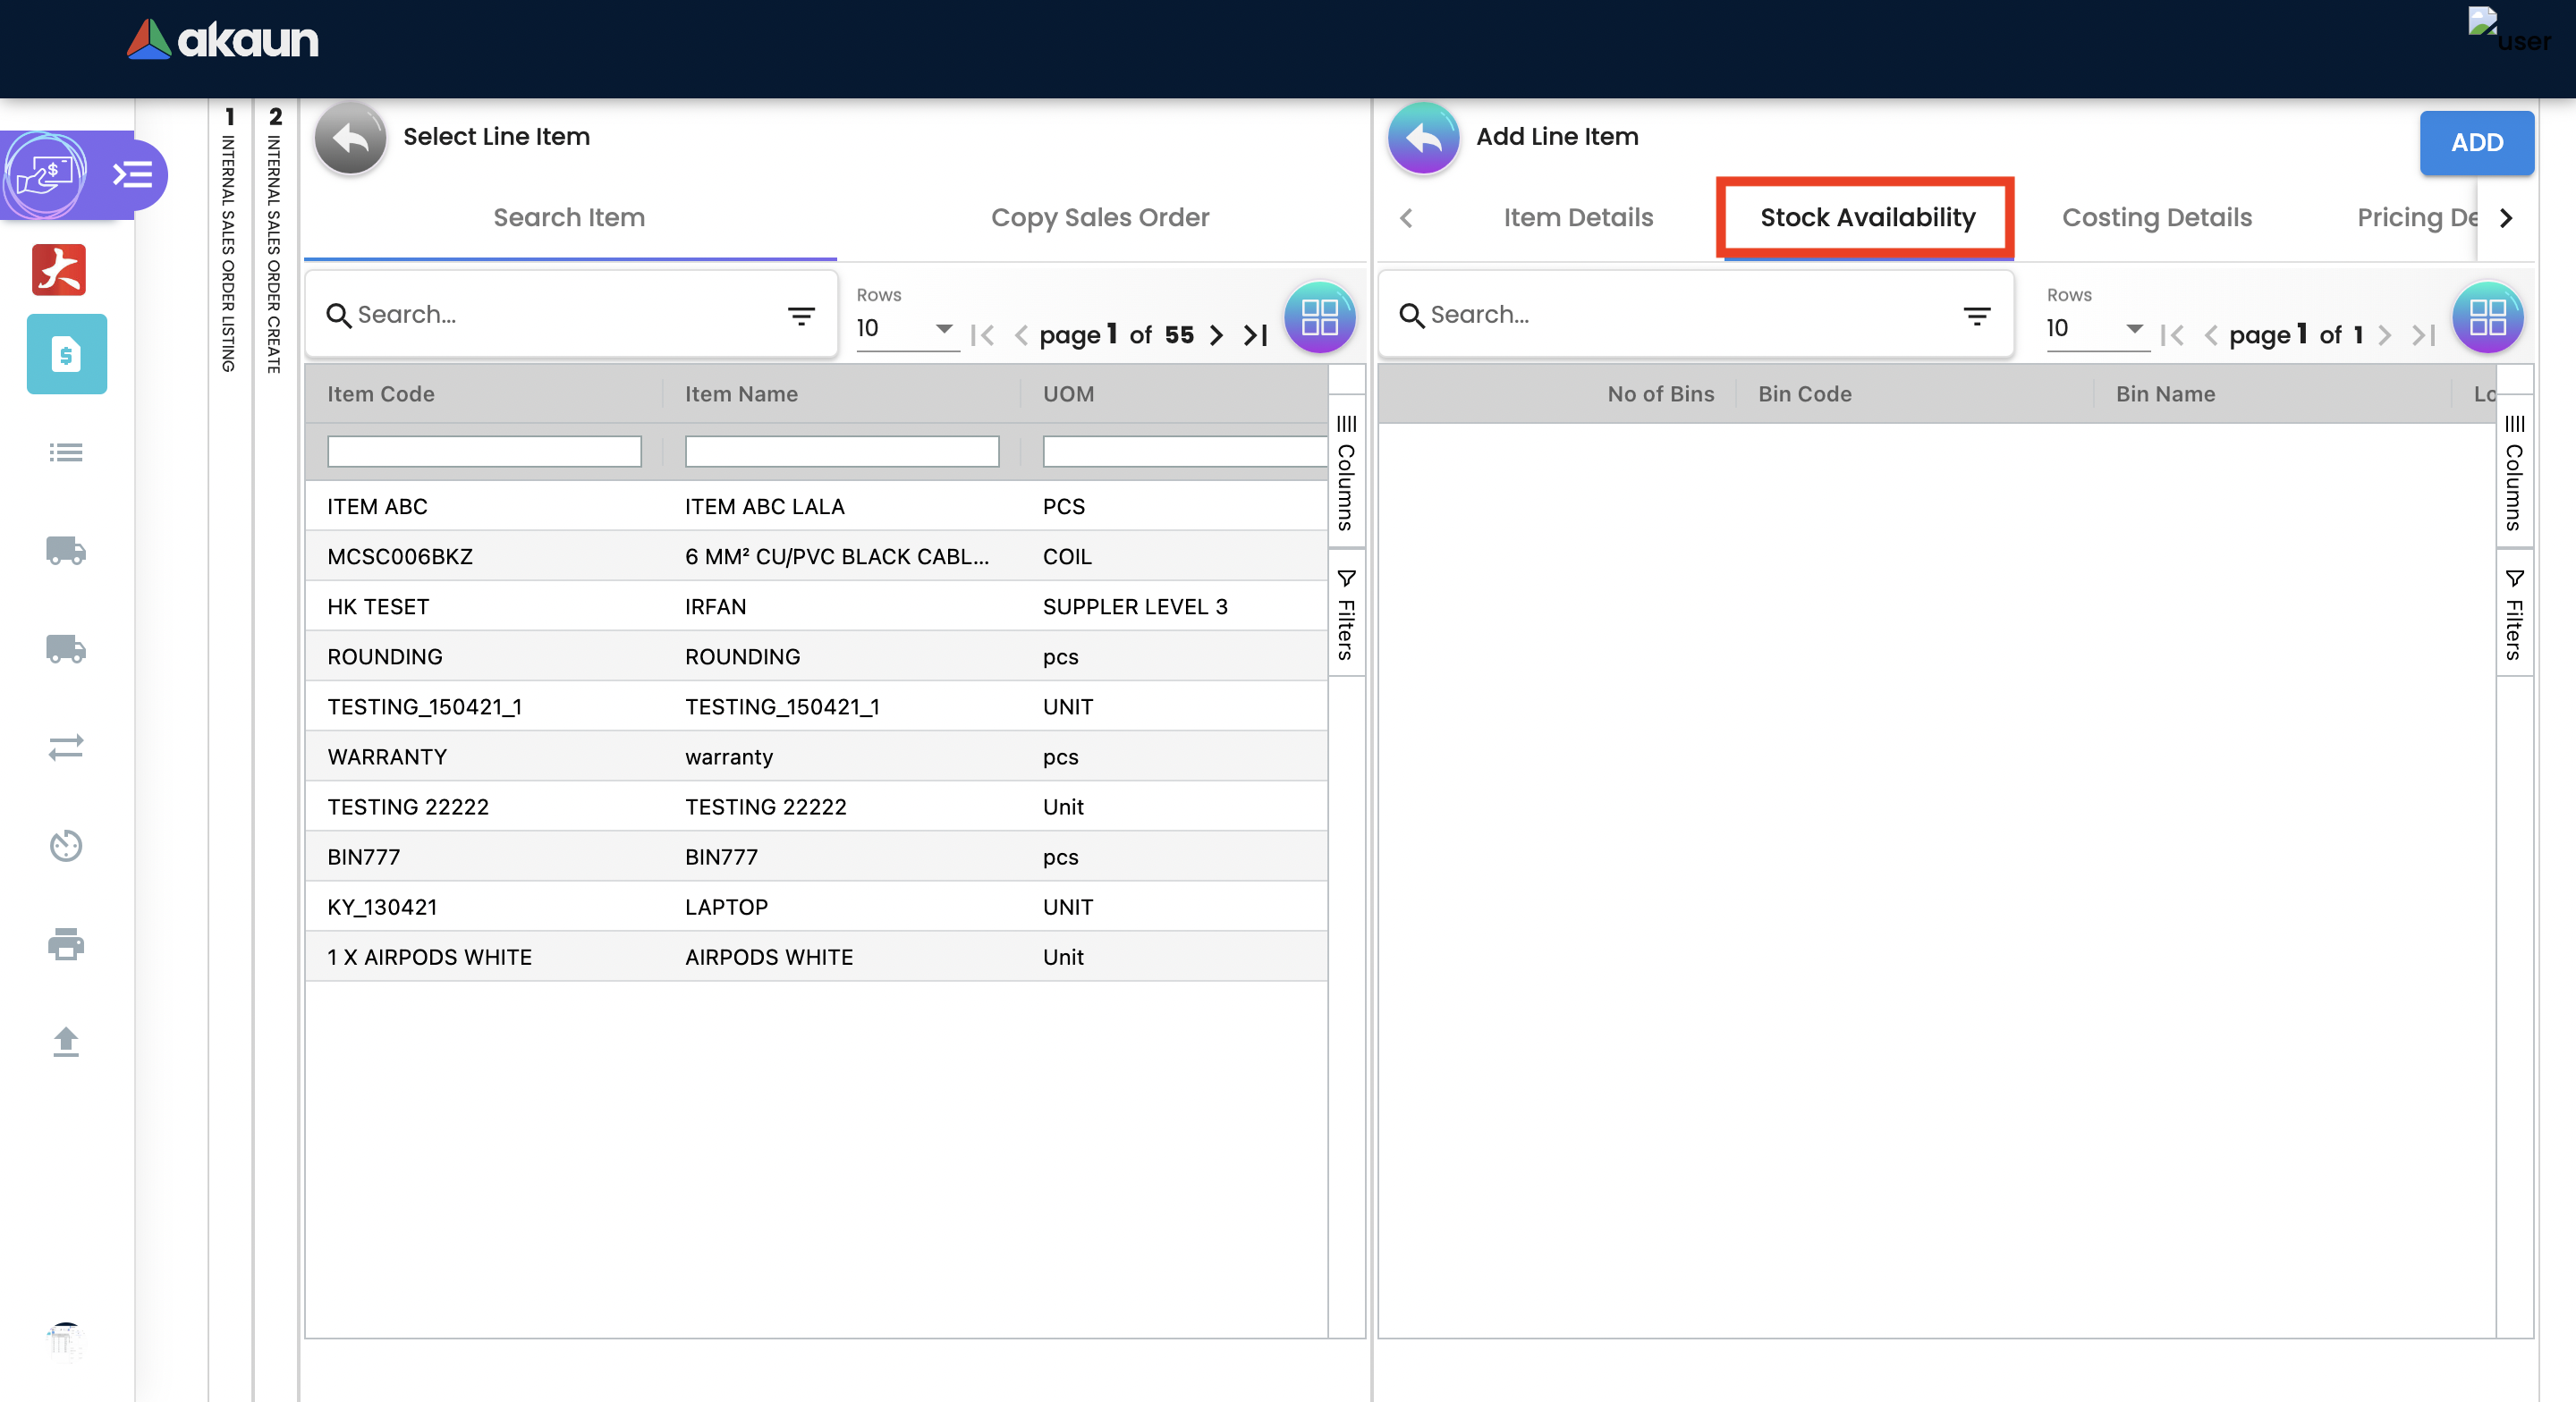 akaun
user
1 INTERNAL SALES ORDER LISTING
2 INTERNAL SALES ORDER CREATE
Select Line Item
Search Item
Copy Sales Order
Search...
Rows
10
page 1 of 55
Item Code
Item Name
UOM
ITEM ABC
ITEM ABC LALA
PCS
MCSC006BKZ
6 MM² CU/PVC BLACK CABL...
COIL
HK TESET
IRFAN
SUPPLER LEVEL 3
ROUNDING
ROUNDING
pcs
TESTING_150421_1
TESTING_150421_1
UNIT
WARRANTY
warranty
pcs
TESTING 22222
TESTING 22222
Unit
BIN777
BIN777
pcs
KY_130421
LAPTOP
UNIT
1 X AIRPODS WHITE
AIRPODS WHITE
Unit
Columns
Filters
Add Line Item
ADD
Item Details
Stock Availability
Costing Details
Pricing De
Search...
Rows
10
page 1 of 1
No of Bins
Bin Code
Bin Name
Lo
Columns
Filters